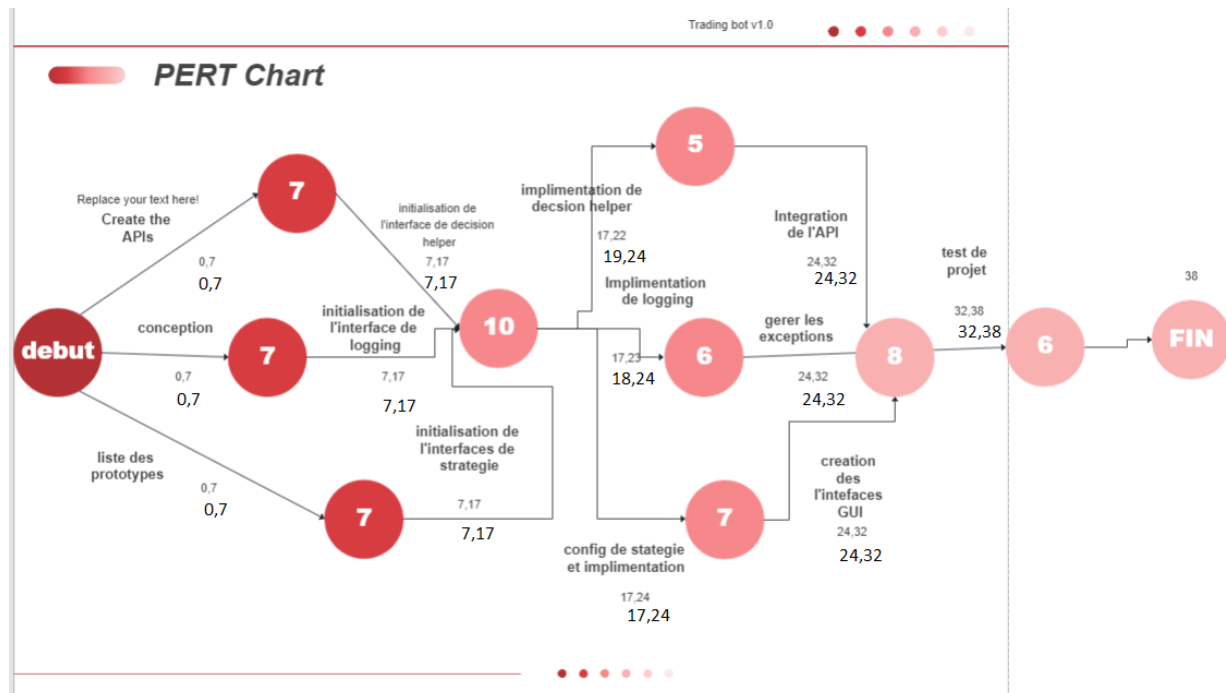 Trading bot v1.0
PERT Chart
Replace your text here!
Create the
APIs
0,7
0,7
7
initialisation de
l'interface de decision
helper
7,17
7,17
debut
conception
0,7
0,7
7
initialisation de
l'interface de
logging
7,17
7,17
liste des
prototypes
0,7
0,7
7
initialisation de
l'interfaces de
strategie
7,17
7,17
10
implimentation de
decsion helper
17,22
19,24
5
Integration
de l'API
24,32
24,32
Implimentation
de logging
17,23
18,24
6
gerer les
exceptions
24,32
24,32
config de stategie
et implimentation
17,24
17,24
7
creation
des
l'intefaces
GUI
24,32
24,32
8
test de
projet
32,38
32,38
6
38
FIN